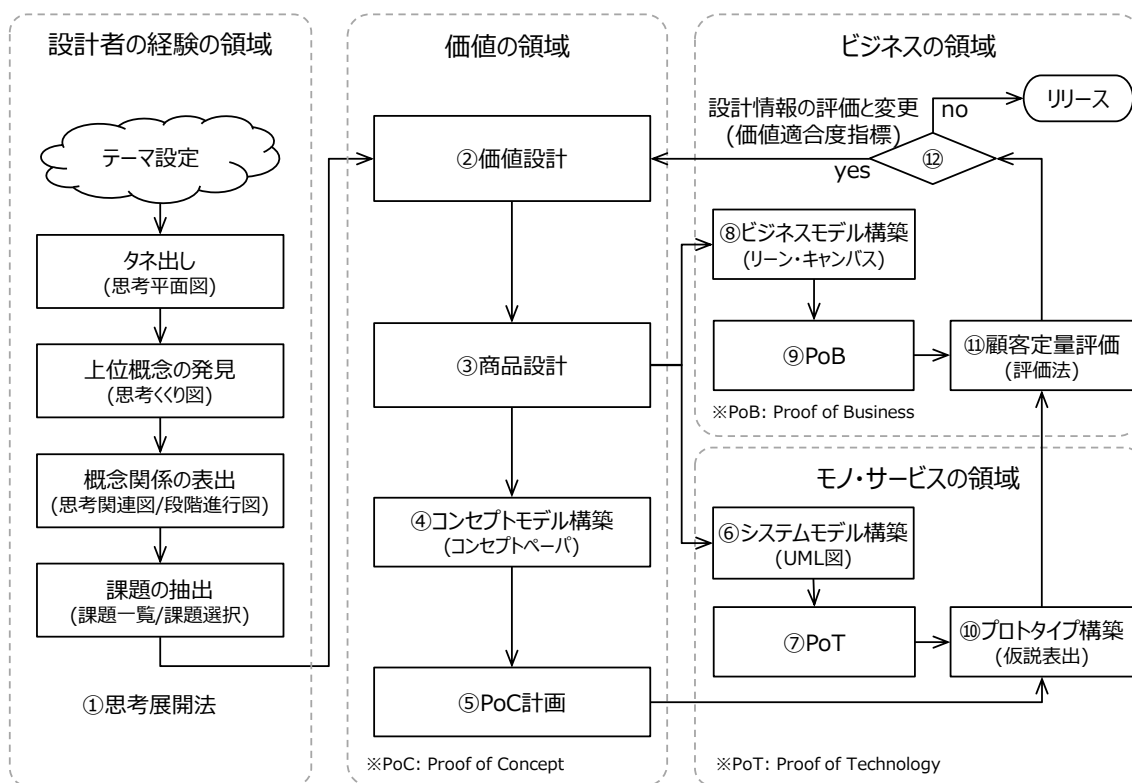 設計者の経験の領域
テーマ設定
タネ出し
(思考平面図)
上位概念の発見
(思考くくり図)
概念関係の表出
(思考関連図/段階進行図)
課題の抽出
(課題一覧/課題選択)
①思考展開法
価値の領域
②価値設計
③商品設計
④コンセプトモデル構築
(コンセプトペーパ)
⑤PoC計画
※PoC: Proof of Concept
ビジネスの領域
設計情報の評価と変更
(価値適合度指標)
no
リリース
yes
⑫
⑧ビジネスモデル構築
(リーン・キャンバス)
⑨PoB
⑪顧客定量評価
(評価法)
※PoB: Proof of Business
モノ・サービスの領域
⑥システムモデル構築
(UML図)
⑦PoT
⑩プロトタイプ構築
(仮説表出)
※PoT: Proof of Technology